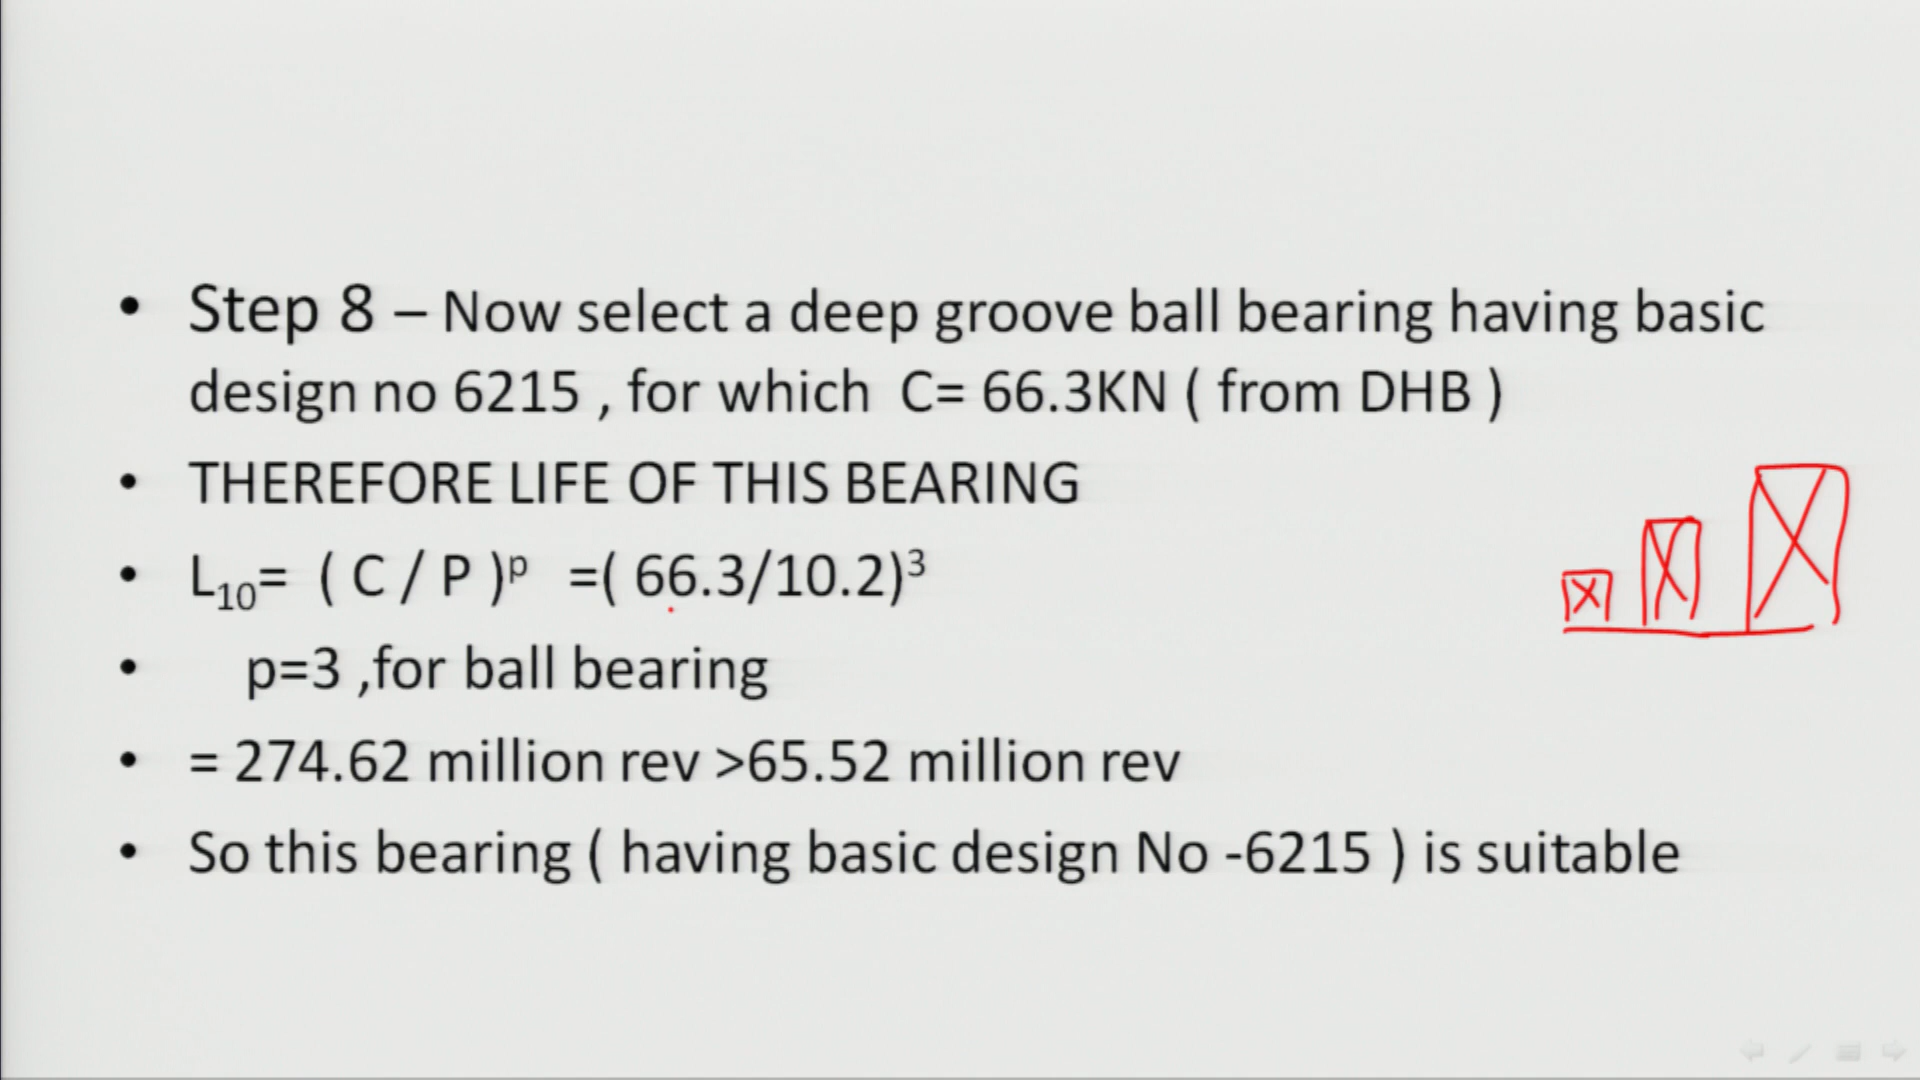 • Step 8 – Now select a deep groove ball bearing having basic
design no 6215 , for which C= 66.3KN ( from DHB )
• THEREFORE LIFE OF THIS BEARING
• L₁₀= ( C / P )ᵖ =( 66.3/10.2)³
• p=3 ,for ball bearing
• = 274.62 million rev >65.52 million rev
• So this bearing ( having basic design No -6215 ) is suitable